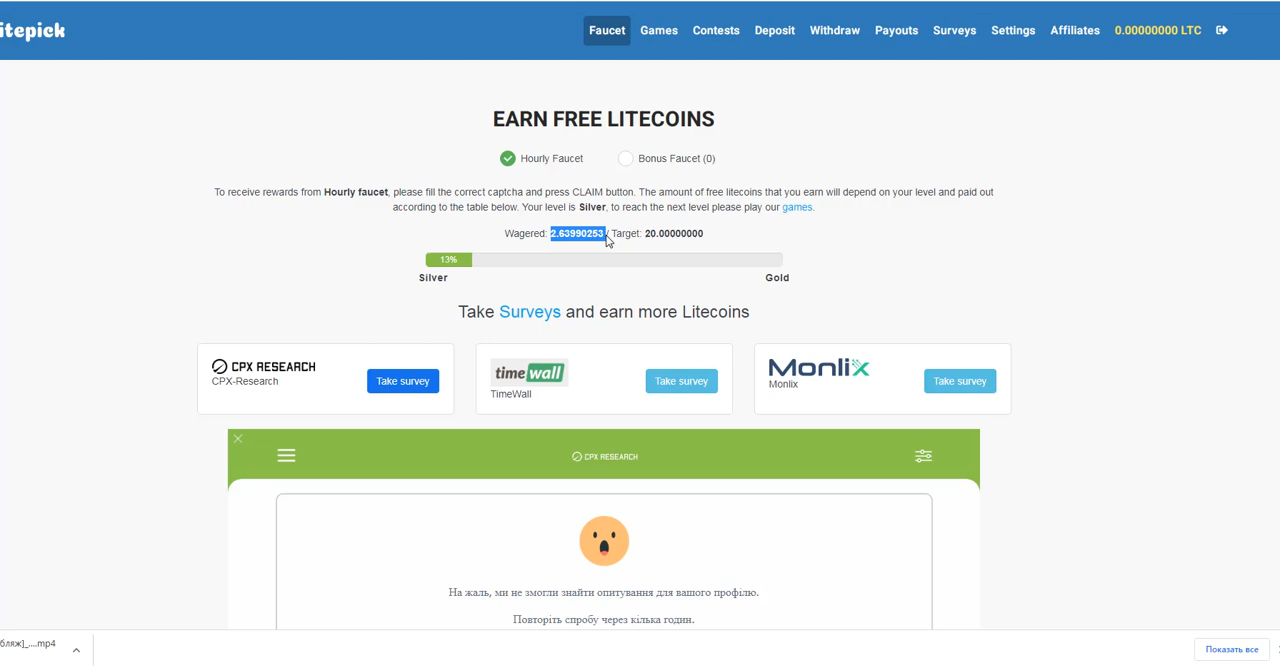 itepick
Faucet Games Contests Deposit Withdraw Payouts Surveys Settings Affiliates 0.00000000 LTC
EARN FREE LITECOINS
Hourly Faucet Bonus Faucet (0)
To receive rewards from Hourly faucet, please fill the correct captcha and press CLAIM button. The amount of free litecoins that you earn will depend on your level and paid out
according to the table below. Your level is Silver, to reach the next level please play our games.
Wagered: 2.63990253 / Target: 20.00000000
13%
Silver Gold
Take Surveys and earn more Litecoins
CPX RESEARCH
CPX-Research
Take survey
timewall
TimeWall
Take survey
Monlix
Monlix
Take survey
CPX RESEARCH
На жаль, ми не змогли знайти опитування для вашого профілю.
Повторіть спробу через кілька годин.
бляж]_....mp4
Показать все